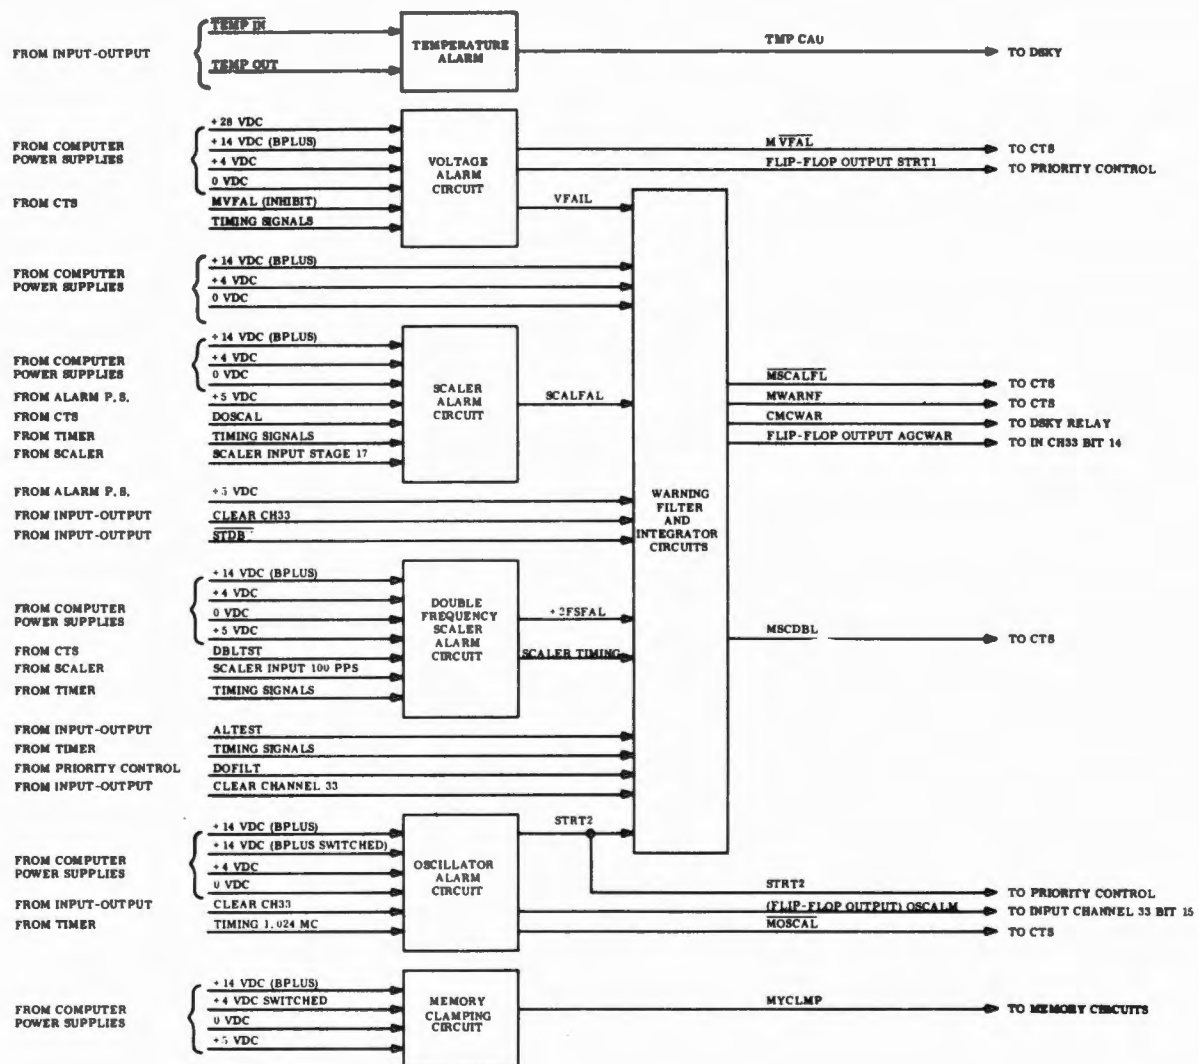 TEMP IN
FROM INPUT-OUTPUT
TEMP OUT
TEMPERATURE
ALARM
TMP CAU
TO DSKY
+28 VDC
FROM COMPUTER
POWER SUPPLIES
+14 VDC (BPLUS)
+4 VDC
0 VDC
FROM CTS
MVFAL (INHIBIT)
TIMING SIGNALS
VOLTAGE
ALARM
CIRCUIT
MVFAL
TO CTS
FLIP-FLOP OUTPUT STRT1
TO PRIORITY CONTROL
VFAIL
FROM COMPUTER
POWER SUPPLIES
+14 VDC (BPLUS)
+4 VDC
0 VDC
FROM COMPUTER
POWER SUPPLIES
+14 VDC (BPLUS)
+4 VDC
0 VDC
FROM ALARM P.S.
+5 VDC
FROM CTS
DOSCAL
FROM TIMER
TIMING SIGNALS
FROM SCALER
SCALER INPUT STAGE 17
SCALER
ALARM
CIRCUIT
SCALFAL
MSCALFL
TO CTS
MWARNF
TO CTS
CMCWAR
TO DSKY RELAY
FLIP-FLOP OUTPUT AGCWAR
TO IN CH33 BIT 14
FROM ALARM P.S.
VDC
FROM INPUT-OUTPUT
CLEAR CH33
FROM INPUT-OUTPUT
STDB
WARNING
FILTER
AND
INTEGRATOR
CIRCUITS
FROM COMPUTER
POWER SUPPLIES
+14 VDC (BPLUS)
+4 VDC
0 VDC
+5 VDC
FROM CTS
DBLTST
FROM SCALER
SCALER INPUT 100 PPS
FROM TIMER
TIMING SIGNALS
DOUBLE
FREQUENCY
SCALER
ALARM
CIRCUIT
2FSFAL
SCALER TIMING
MSCDBL
TO CTS
FROM INPUT-OUTPUT
ALTEST
FROM TIMER
TIMING SIGNALS
FROM PRIORITY CONTROL
DOFILT
FROM INPUT-OUTPUT
CLEAR CHANNEL 33
FROM COMPUTER
POWER SUPPLIES
+14 VDC (BPLUS)
+14 VDC (BPLUS SWITCHED)
+4 VDC
0 VDC
FROM INPUT-OUTPUT
CLEAR CH33
FROM TIMER
TIMING 1.024 MC
OSCILLATOR
ALARM
CIRCUIT
STRT2
STRT2
TO PRIORITY CONTROL
(FLIP-FLOP OUTPUT) OSCALM
TO INPUT CHANNEL 33 BIT 15
MOSCAL
TO CTS
FROM COMPUTER
POWER SUPPLIES
+14 VDC (BPLUS)
+4 VDC SWITCHED
0 VDC
+5 VDC
MEMORY
CLAMPING
CIRCUIT
MYCLMP
TO MEMORY CIRCUITS